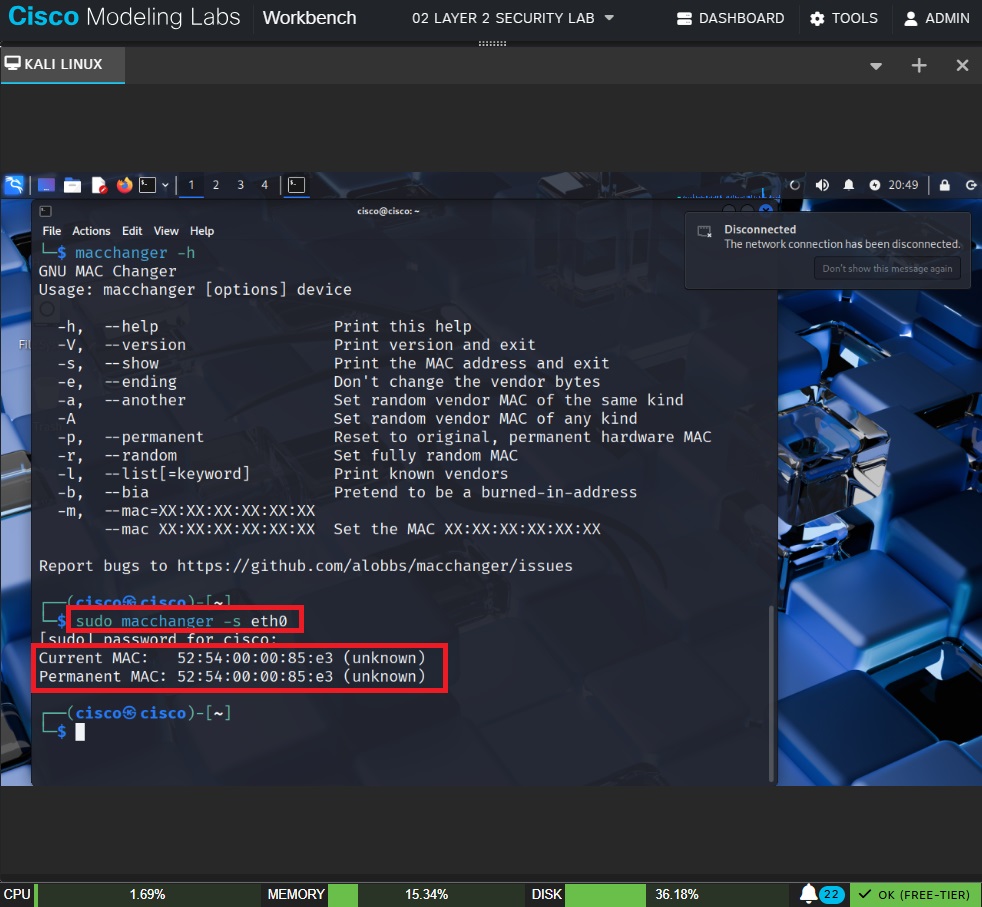 Cisco Modeling Labs Workbench 02 LAYER 2 SECURITY LAB DASHBOARD TOOLS ADMIN
KALI LINUX
1 2 3 4 20:49
cisco@cisco: ~
File Actions Edit View Help
Disconnected
The network connection has been disconnected.
Don't show this message again
└─$ macchanger -h
GNU MAC Changer
Usage: macchanger [options] device
-h, --help Print this help
-V, --version Print version and exit
-s, --show Print the MAC address and exit
-e, --ending Don't change the vendor bytes
-a, --another Set random vendor MAC of the same kind
-A Set random vendor MAC of any kind
-p, --permanent Reset to original, permanent hardware MAC
-r, --random Set fully random MAC
-l, --list[=keyword] Print known vendors
-b, --bia Pretend to be a burned-in-address
-m, --mac=XX:XX:XX:XX:XX:XX
--mac XX:XX:XX:XX:XX:XX Set the MAC XX:XX:XX:XX:XX:XX
Report bugs to https://github.com/alobbs/macchanger/issues
┌──(cisco㉿cisco)-[~]
└─$ sudo macchanger -s eth0
[sudo] password for cisco:
Current MAC: 52:54:00:00:85:e3 (unknown)
Permanent MAC: 52:54:00:00:85:e3 (unknown)
┌──(cisco㉿cisco)-[~]
└─$
CPU 1.69% MEMORY 15.34% DISK 36.18% 22 OK (FREE-TIER)